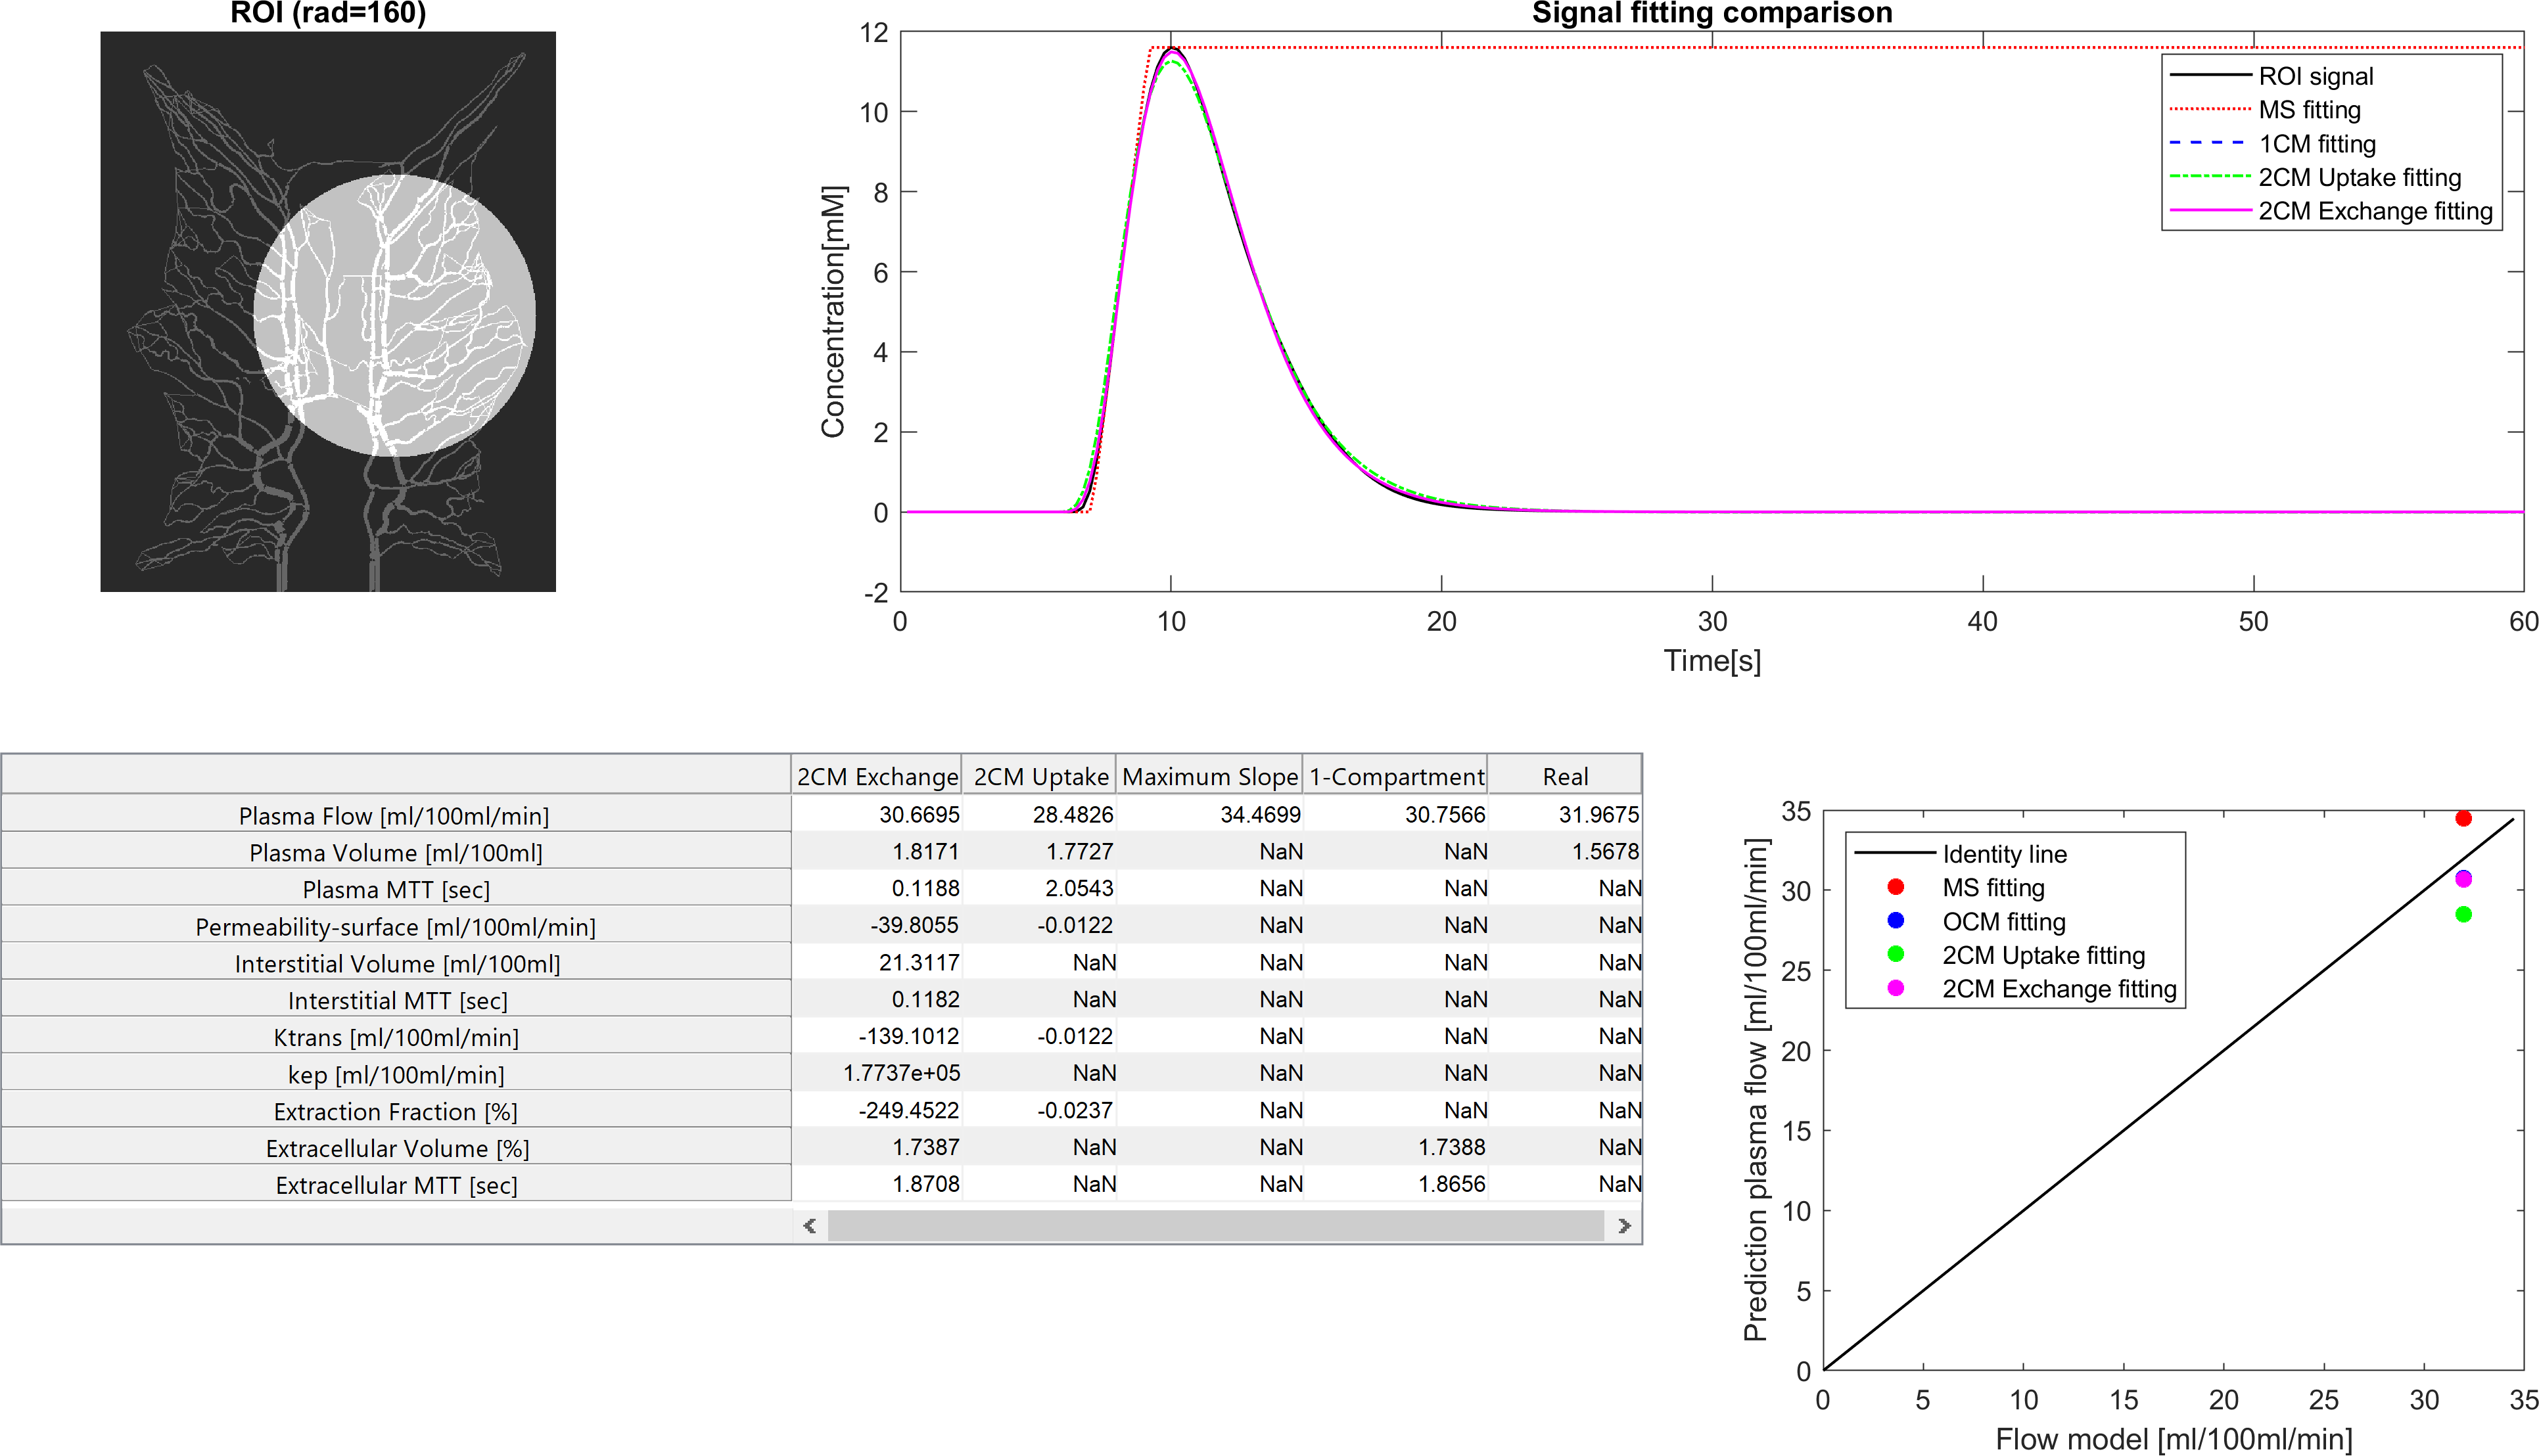 ROI (rad=160)
Signal fitting comparison
12
10
8
6
4
2
0
-2
Concentration[mM]
0 10 20 30 40 50 60
Time[s]
ROI signal
MS fitting
1CM fitting
2CM Uptake fitting
2CM Exchange fitting
2CM Exchange 2CM Uptake Maximum Slope 1-Compartment Real
Plasma Flow [ml/100ml/min] 30.6695 28.4826 34.4699 30.7566 31.9675
Plasma Volume [ml/100ml] 1.8171 1.7727 NaN NaN 1.5678
Plasma MTT [sec] 0.1188 2.0543 NaN NaN NaN
Permeability-surface [ml/100ml/min] -39.8055 -0.0122 NaN NaN NaN
Interstitial Volume [ml/100ml] 21.3117 NaN NaN NaN NaN
Interstitial MTT [sec] 0.1182 NaN NaN NaN NaN
Ktrans [ml/100ml/min] -139.1012 -0.0122 NaN NaN NaN
kep [ml/100ml/min] 1.7737e+05 NaN NaN NaN NaN
Extraction Fraction [%] -249.4522 -0.0237 NaN NaN NaN
Extracellular Volume [%] 1.7387 NaN NaN 1.7388 NaN
Extracellular MTT [sec] 1.8708 NaN NaN 1.8656 NaN
35
30
25
20
15
10
5
0
Prediction plasma flow [ml/100ml/min]
Identity line
MS fitting
OCM fitting
2CM Uptake fitting
2CM Exchange fitting
0 5 10 15 20 25 30 35
Flow model [ml/100ml/min]